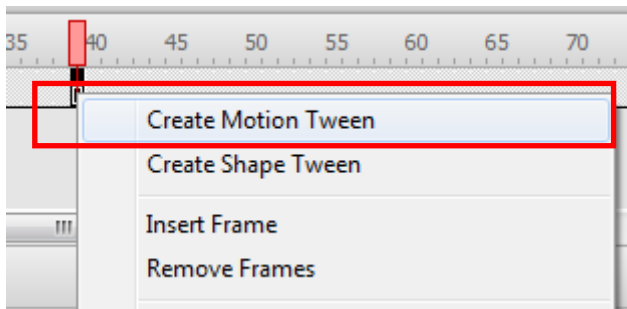 35 40 45 50 55 60 65 70
Create Motion Tween
Create Shape Tween
Insert Frame
Remove Frames